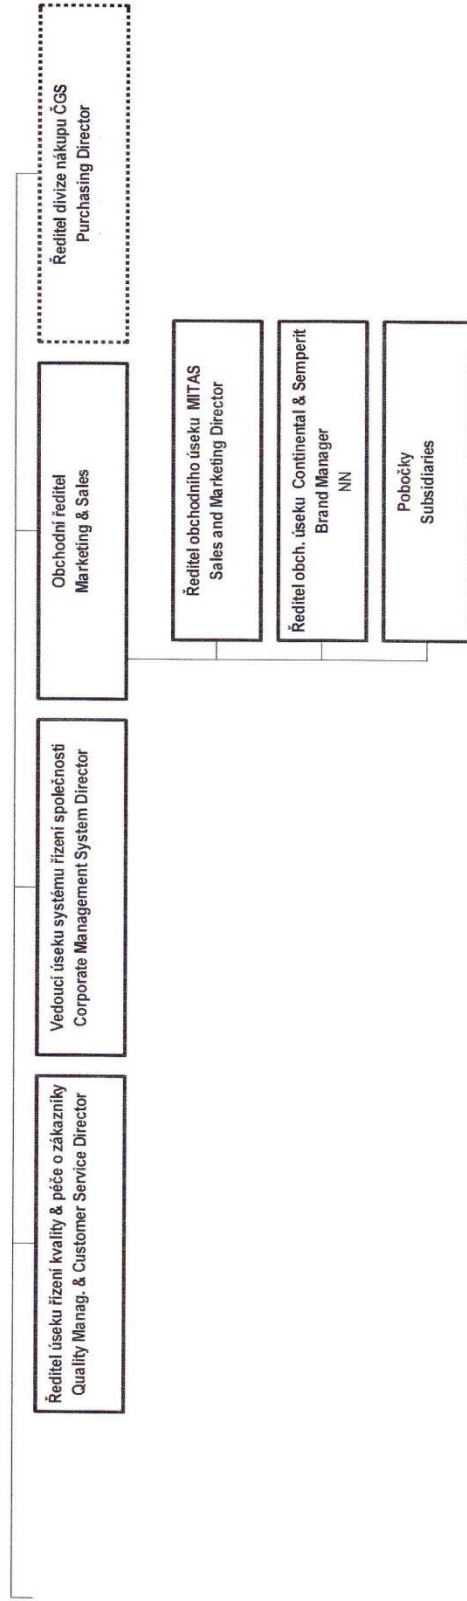 Ředitel úseku řízení kvality & péče o zákazníky
Quality Manag. & Customer Service Director
Vedoucí úseku systému řízení společnosti
Corporate Management System Director
Obchodní ředitel
Marketing & Sales
Ředitel divize nákupu ČGS
Purchasing Director
Ředitel obchodního úseku MITAS
Sales and Marketing Director
Ředitel obch. úseku Continental & Semperit
Brand Manager
NN
Pobočky
Subsidiaries